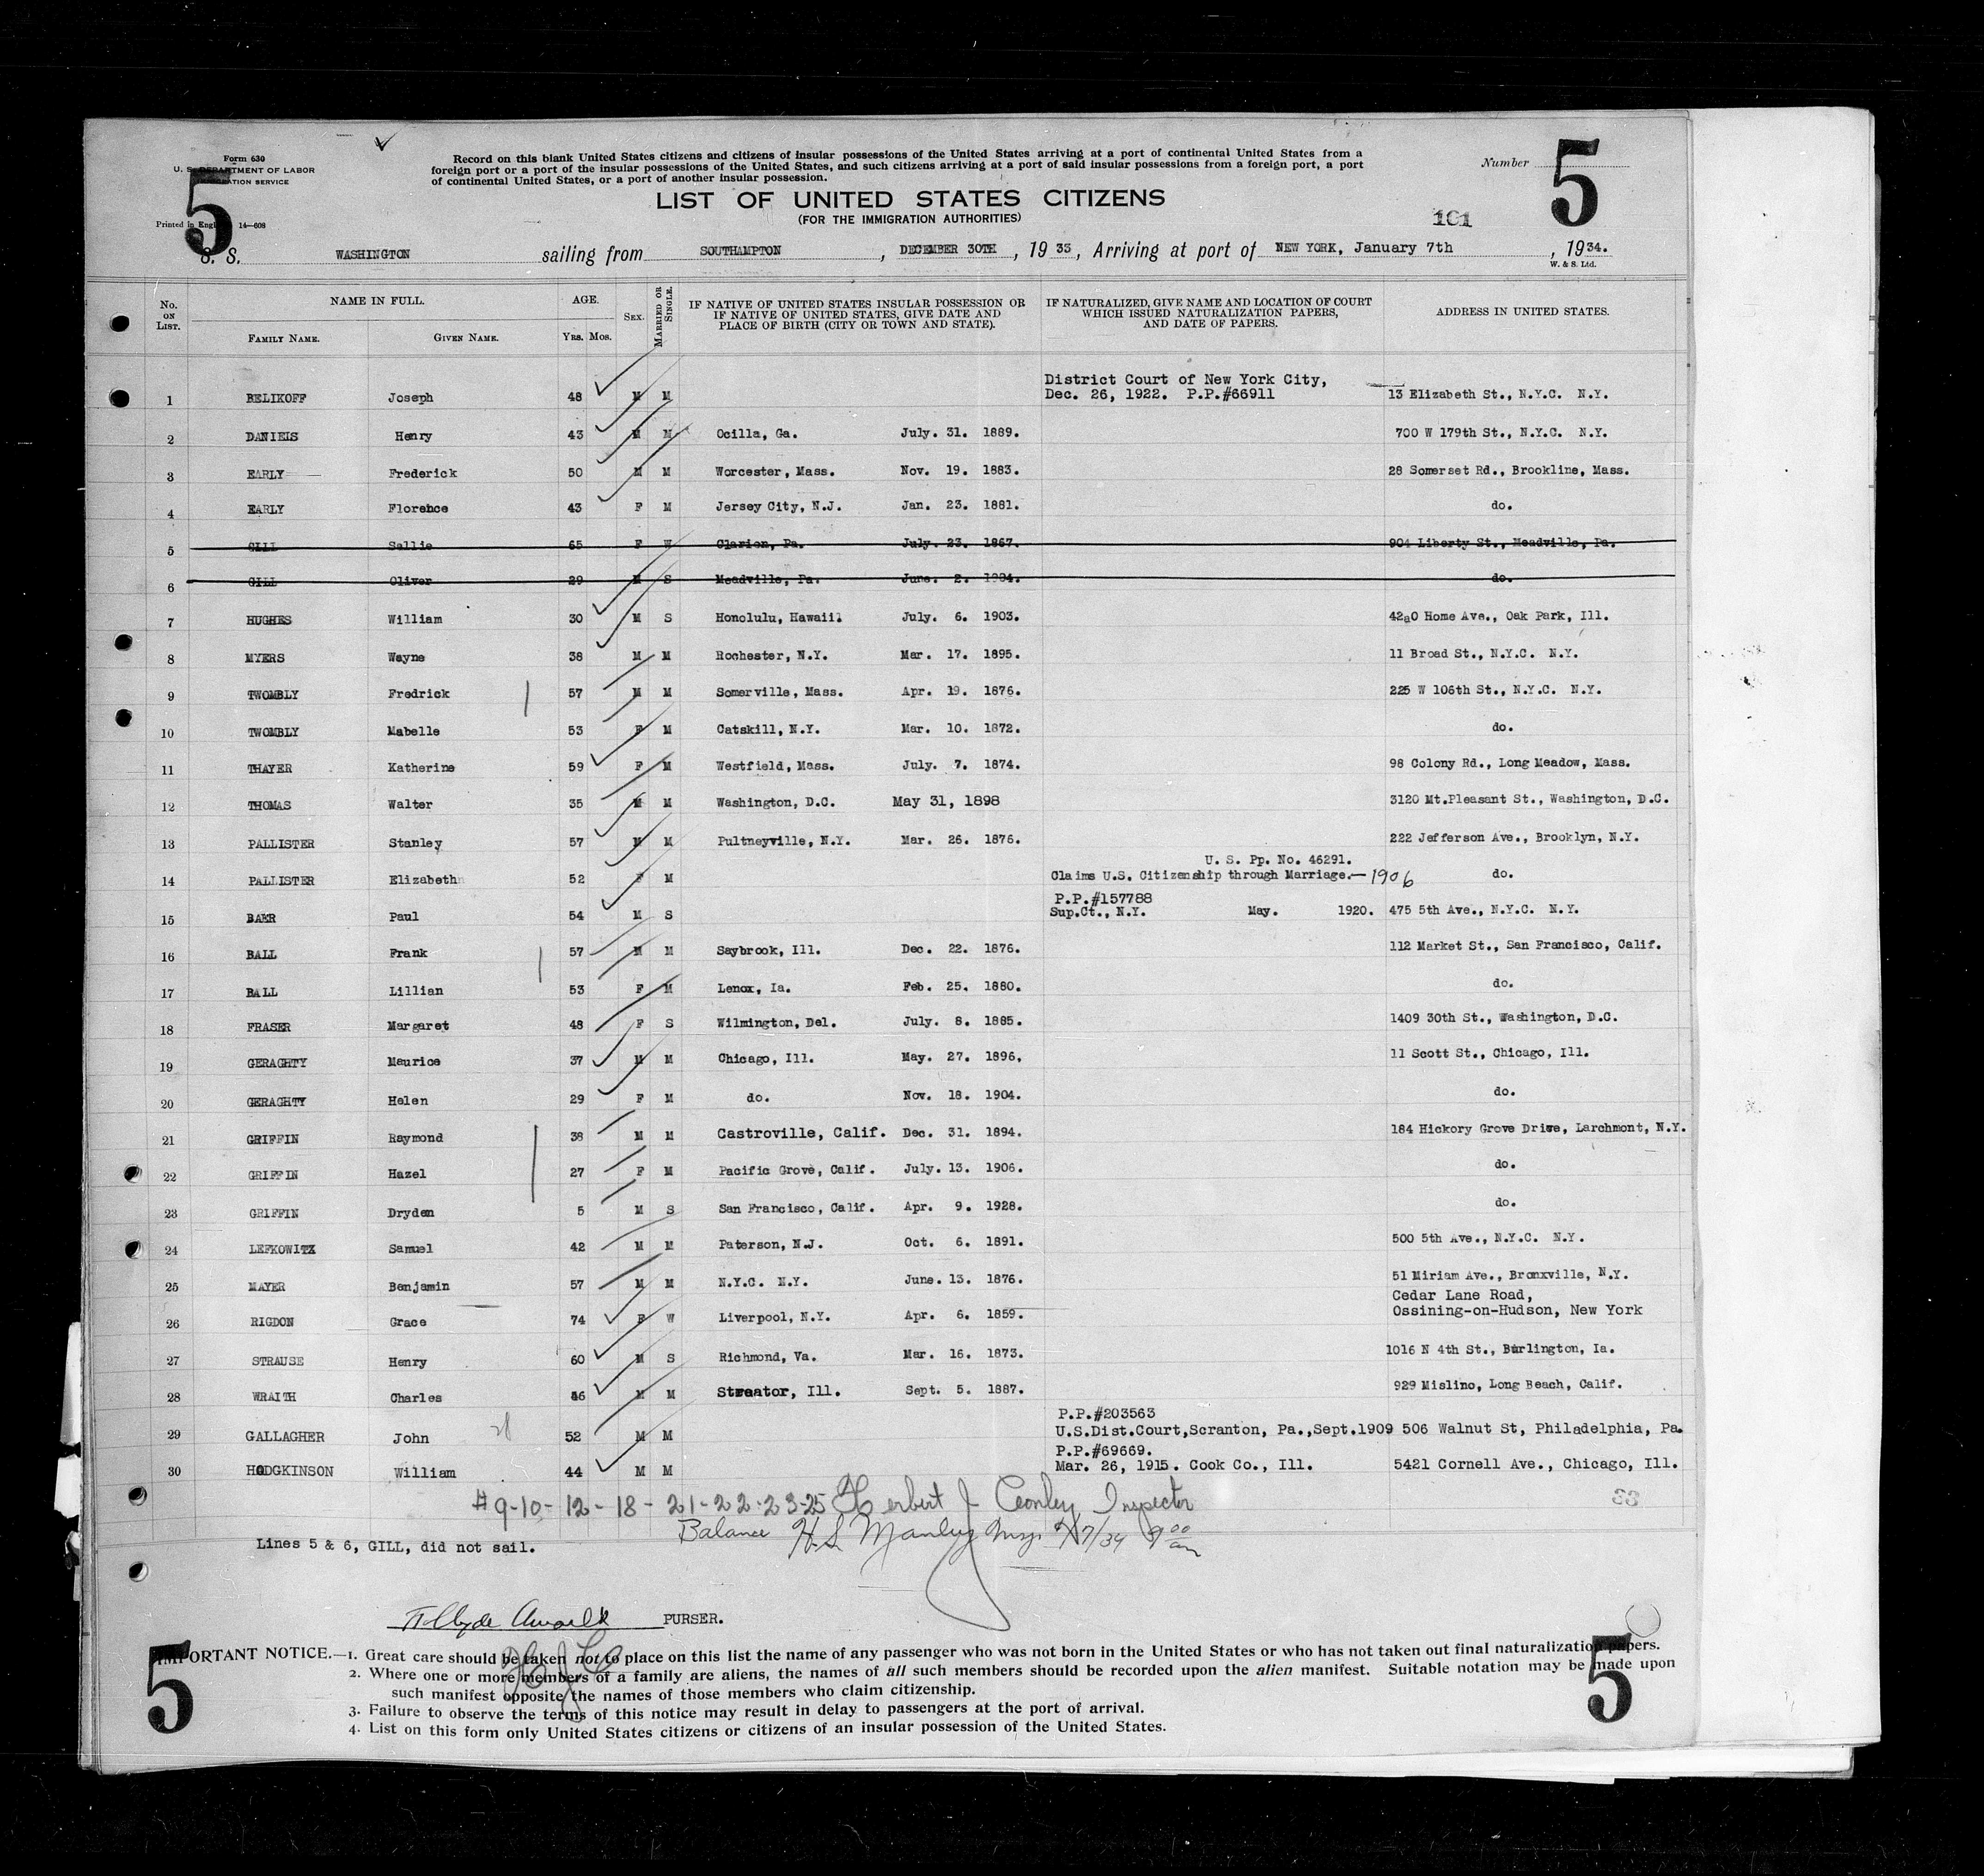 Form 630
U. S. DEPARTMENT OF LABOR
IMMIGRATION SERVICE
Printed in England 14—608
5
Record on this blank United States citizens and citizens of insular possessions of the United States arriving at a port of continental United States from a
foreign port or a port of the insular possessions of the United States, and such citizens arriving at a port of said insular possessions from a foreign port, a port
of continental United States, or a port of another insular possession.
Number 5
LIST OF UNITED STATES CITIZENS
(FOR THE IMMIGRATION AUTHORITIES)
101
S. S. WASHINGTON sailing from SOUTHAMPTON, DECEMBER 30TH, 1933, Arriving at port of NEW YORK, January 7th, 1934.
W. & S. Ltd.
No. ON LIST. NAME IN FULL. FAMILY NAME. GIVEN NAME. AGE. YRS. MOS. SEX. MARRIED OR SINGLE. IF NATIVE OF UNITED STATES INSULAR POSSESSION OR IF NATIVE OF UNITED STATES, GIVE DATE AND PLACE OF BIRTH (CITY OR TOWN AND STATE). IF NATURALIZED, GIVE NAME AND LOCATION OF COURT WHICH ISSUED NATURALIZATION PAPERS, AND DATE OF PAPERS. ADDRESS IN UNITED STATES.
District Court of New York City,
1 BELIKOFF Joseph 48 M M Dec. 26, 1922. P.P.#66911 13 Elizabeth St., N.Y.C. N.Y.
2 DANIELS Henry 43 M M Ocilla, Ga. July. 31. 1889. 700 W 179th St., N.Y.C. N.Y.
3 EARLY Frederick 50 M M Worcester, Mass. Nov. 19. 1883. 28 Somerset Rd., Brookline, Mass.
4 EARLY Florence 43 F M Jersey City, N.J. Jan. 23. 1881. do.
5 GILL Sallie 65 F W Clarion, Pa. July. 23. 1867. 904 Liberty St., Meadville, Pa.
6 GILL Oliver 29 M S Meadville, Pa. June. 2. 1904. do.
7 HUGHES William 30 M S Honolulu, Hawaii. July. 6. 1903. 42a0 Home Ave., Oak Park, Ill.
8 MYERS Wayne 38 M M Rochester, N.Y. Mar. 17. 1895. 11 Broad St., N.Y.C. N.Y.
9 TWOMBLY Fredrick 57 M M Somerville, Mass. Apr. 19. 1876. 225 W 106th St., N.Y.C. N.Y.
10 TWOMBLY Mabelle 53 F M Catskill, N.Y. Mar. 10. 1872. do.
11 THAYER Katherine 59 F M Westfield, Mass. July. 7. 1874. 98 Colony Rd., Long Meadow, Mass.
12 THOMAS Walter 35 M M Washington, D.C. May 31, 1898 3120 Mt.Pleasant St., Washington, D.C.
13 PALLISTER Stanley 57 M M Pultneyville, N.Y. Mar. 26. 1876. 222 Jefferson Ave., Brooklyn, N.Y.
U. S. Pp. No. 46291.
14 PALLISTER Elizabeth 52 F M Claims U.S. Citizenship through Marriage.—1906 do.
P.P.#157788
15 BAER Paul 54 M S Sup.Ct., N.Y. May. 1920. 475 5th Ave., N.Y.C. N.Y.
16 BALL Frank 57 M M Saybrook, Ill. Dec. 22. 1876. 112 Market St., San Francisco, Calif.
17 BALL Lillian 53 F M Lenox, Ia. Feb. 25. 1880. do.
18 FRASER Margaret 48 F S Wilmington, Del. July. 8. 1885. 1409 30th St., Washington, D.C.
19 GERAGHTY Maurice 37 M M Chicago, Ill. May. 27. 1896. 11 Scott St., Chicago, Ill.
20 GERAGHTY Helen 29 F M do. Nov. 18. 1904. do.
21 GRIFFIN Raymond 38 M M Castroville, Calif. Dec. 31. 1894. 184 Hickory Grove Drive, Larchmont, N.Y.
22 GRIFFIN Hazel 27 F M Pacific Grove, Calif. July. 13. 1906. do.
23 GRIFFIN Dryden 5 M S San Francisco, Calif. Apr. 9. 1928. do.
24 LEFKOWITZ Samuel 42 M M Paterson, N.J. Oct. 6. 1891. 500 5th Ave., N.Y.C. N.Y.
25 MAYER Benjamin 57 M M N.Y.C. N.Y. June. 13. 1876. 51 Miriam Ave., Bronxville, N.Y.
Cedar Lane Road,
26 RIGDON Grace 74 F W Liverpool, N.Y. Apr. 6. 1859. Ossining-on-Hudson, New York
27 STRAUSE Henry 60 M S Richmond, Va. Mar. 16. 1873. 1016 N 4th St., Burlington, Ia.
28 WRAITH Charles 46 M M Streator, Ill. Sept. 5. 1887. 929 Mislino, Long Beach, Calif.
P.P.#203563
29 GALLAGHER John 52 M M U.S.Dist.Court,Scranton, Pa.,Sept.1909 506 Walnut St, Philadelphia, Pa.
P.P.#69669.
30 HODGKINSON William 44 M M Mar. 26, 1915. Cook Co., Ill. 5421 Cornell Ave., Chicago, Ill.
#9-10-12-18-21-22-23-25 Herbert J Conley Inspector
33
Balance H.S. Manley 1/7/34 9 00 am
Lines 5 & 6, GILL, did not sail.
PURSER.
5
IMPORTANT NOTICE.—1. Great care should be taken not to place on this list the name of any passenger who was not born in the United States or who has not taken out final naturalization papers.
2. Where one or more members of a family are aliens, the names of all such members should be recorded upon the alien manifest. Suitable notation may be made upon
such manifest opposite the names of those members who claim citizenship.
3. Failure to observe the terms of this notice may result in delay to passengers at the port of arrival.
4. List on this form only United States citizens or citizens of an insular possession of the United States.
5